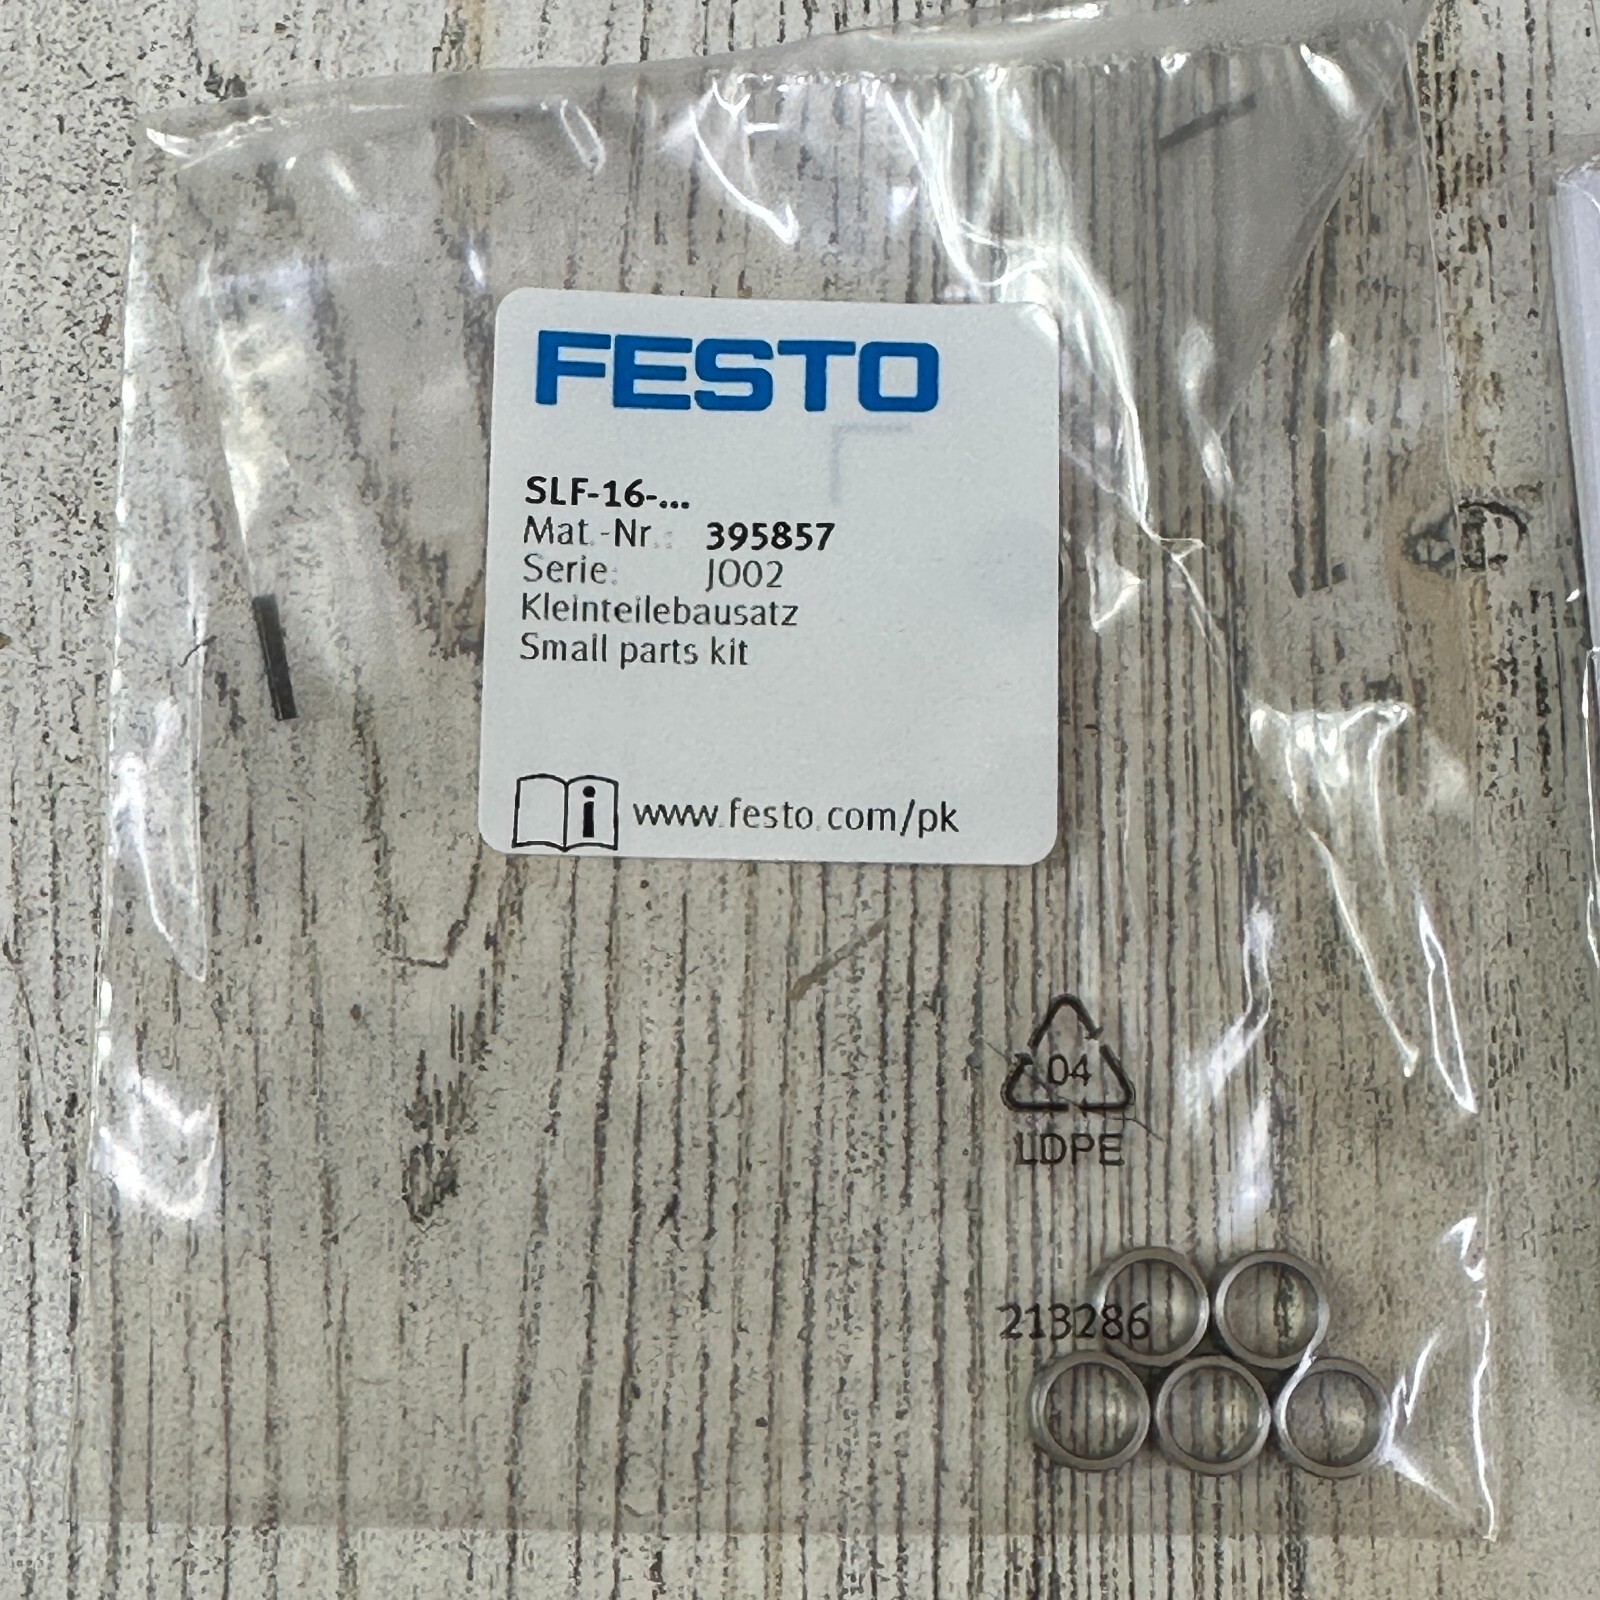 FESTO
SLF-16-...
Mat.-Nr.: 395857
Serie: J002
Kleinteilebausatz
Small parts kit
i www.festo.com/pk
04
LDPE
213286